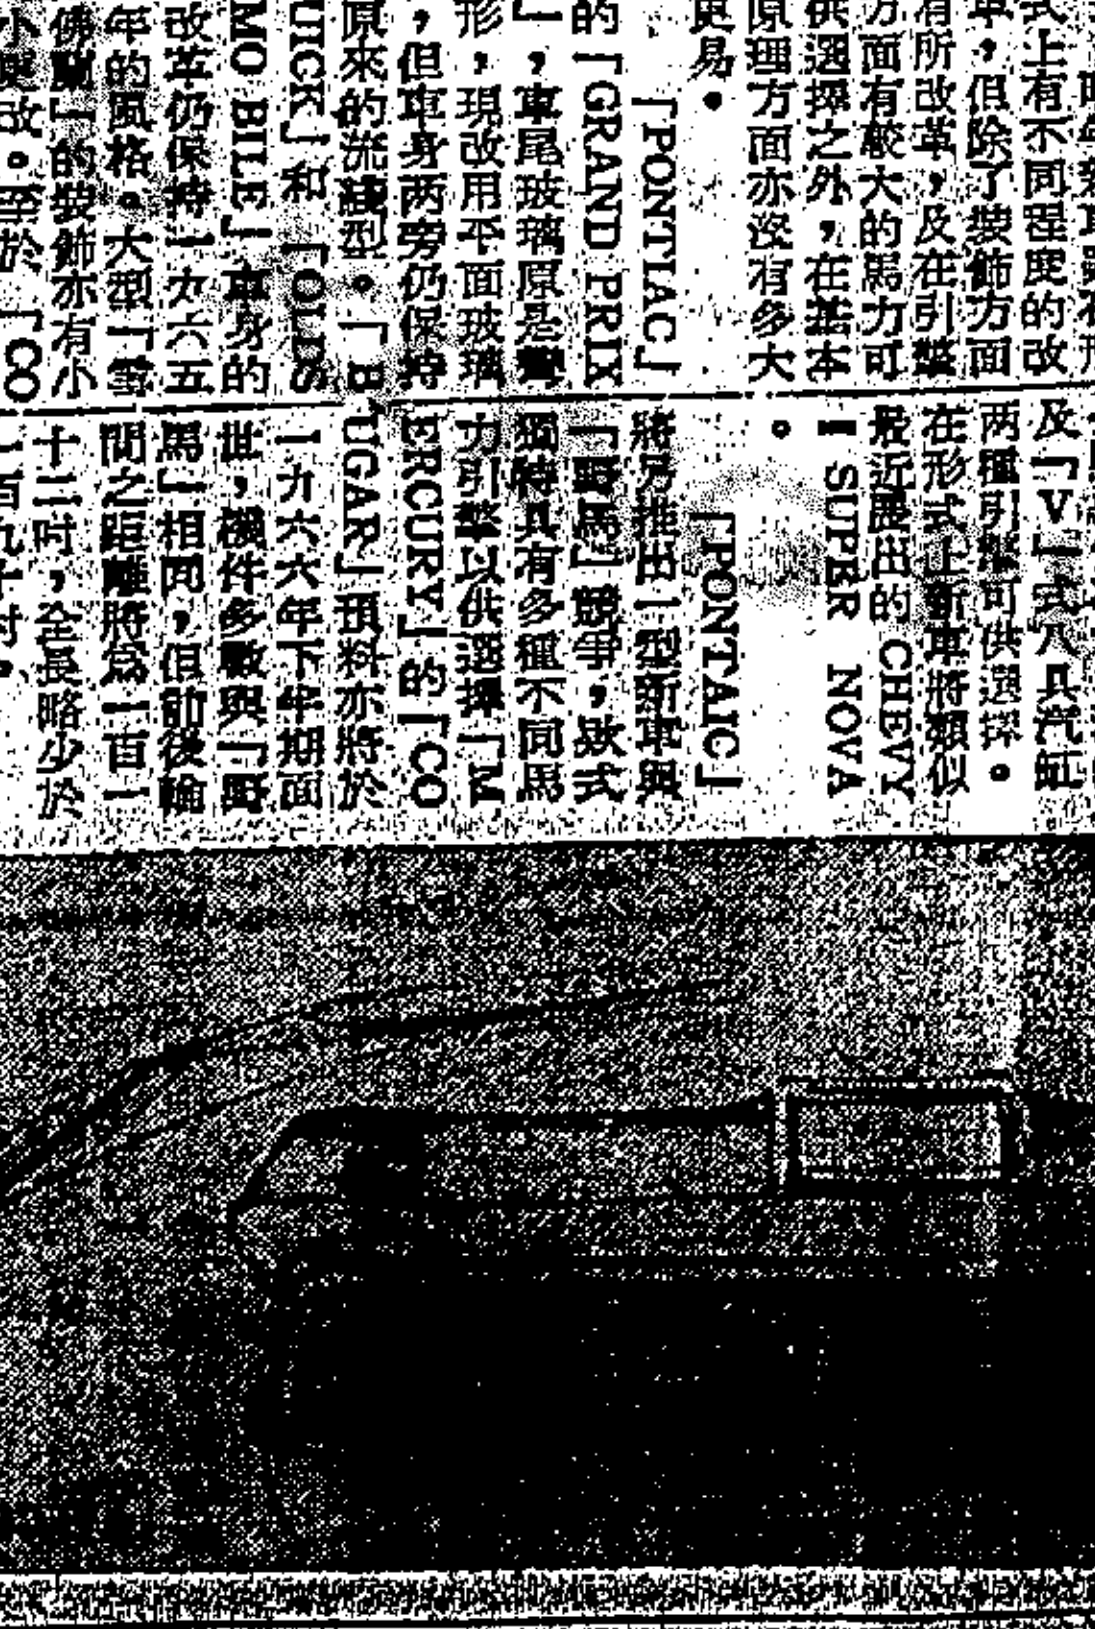 式上有不同程度的改
車，但除了裝飾方面
有所改革，及在引擎
方面有較大的馬力可
供選擇之外，在基本
原理方面亦沒有多大
更易。
「PONTIAC」
的「GRAND PRIX
」，車尾玻璃原是彎
形，現改用平面玻璃
，但車身两旁仍保持
原來的流線型。「B
UICK」和「OLDS
MO BILE」車身的
改革仍保持一九六五
年的風格。大型「雪
佛蘭」的裝飾亦有小
小更改。至於「CO
及「V」式八具汽缸
两種引擎可供選擇。
在形式上新車將類似
最近展出的 CHEVY
II SUPER NOVA
。
「PONTAIC」
將另推出一型新車與
「野馬」競爭，款式
獨特具有多種不同馬
力引擎以供選擇「M
ERCURY」的「CO
UGAR」預料亦將於
一九六六年下半年期面
世，機件多數與「野
馬」相同，但前後輪
間之距離將爲一百一
十二吋，全長略少於
一百九十吋。